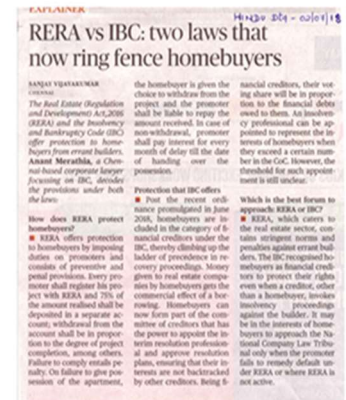 EXPLAINER
HINDU
RERA vs IBC: two laws that
now ring fence homebuyers
SANJAY VIJAYAKUMAR
CHENNAI
The Real Estate (Regulation
and Development) Act, 2016
(RERA) and the Insolvency
and Bankruptcy Code (IBC)
offer protection to home-
buyers from errant builders.
Anant Merathia, a Chen-
nai-based corporate lawyer
focussing on IBC, decodes
the provisions under both
the laws:
How does RERA protect
homebuyers?
■ RERA offers protection
to homebuyers by imposing
duties on promoters and
consists of preventive and
penal provisions. Every pro-
moter shall register his pro-
ject with RERA and 75% of
the amount realised shall be
deposited in a separate ac-
count; withdrawal from the
account shall be in propor-
tion to the degree of project
completion, among others.
Failure to comply entails pe-
nalty. On failure to give pos-
session of the apartment,
the homebuyer is given the
choice to withdraw from the
project and the promoter
shall be liable to repay the
amount received. In case of
non-withdrawal, promoter
shall pay interest for every
month of delay till the date
of handing over the
possession.
Protection that IBC offers
■ Post the recent ordi-
nance promulgated in June
2018, homebuyers are in-
cluded in the category of fi-
nancial creditors under the
IBC, thereby climbing up the
ladder of precedence in re-
covery proceedings. Money
given to real estate compa-
nies by homebuyers gets the
commercial effect of a bor-
rowing. Homebuyers can
now form part of the com-
mittee of creditors that has
the power to appoint the in-
terim resolution profession-
al and approve resolution
plans, ensuring that their in-
terests are not backtracked
by other creditors. Being fi-
nancial creditors, their vot-
ing share will be in propor-
tion to the financial debts
owed to them. An insolven-
cy professional can be ap-
pointed to represent the in-
terests of homebuyers when
they exceed a certain num-
ber in the CoC. However, the
threshold for such appoint-
ment is still unclear.
Which is the best forum to
approach: RERA or IBC?
■ RERA, which caters to
the real estate sector, con-
tains stringent norms and
penalties against errant buil-
ders. The IBC recognised ho-
mebuyers as financial credi-
tors to protect their rights
even when a creditor, other
than a homebuyer, invokes
insolvency proceedings
against the builder. It may
be in the interests of home-
buyers to approach the Na-
tional Company Law Tribu-
nal only when the promoter
fails to remedy default un-
der RERA or where RERA is
not active.